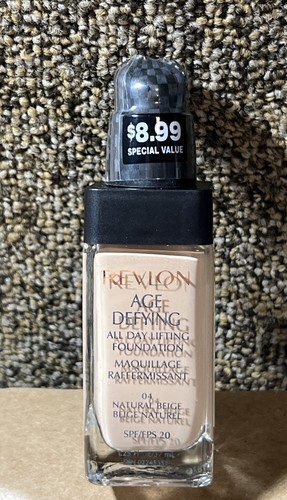 $8.99
SPECIAL VALUE
REVLON
AGE
DEFYING
ALL DAY LIFTING
FOUNDATION
MAQUILLAGE
RAFFERMISSANT
04
NATURAL BEIGE
BEIGE NATUREL
SPF/FPS 20